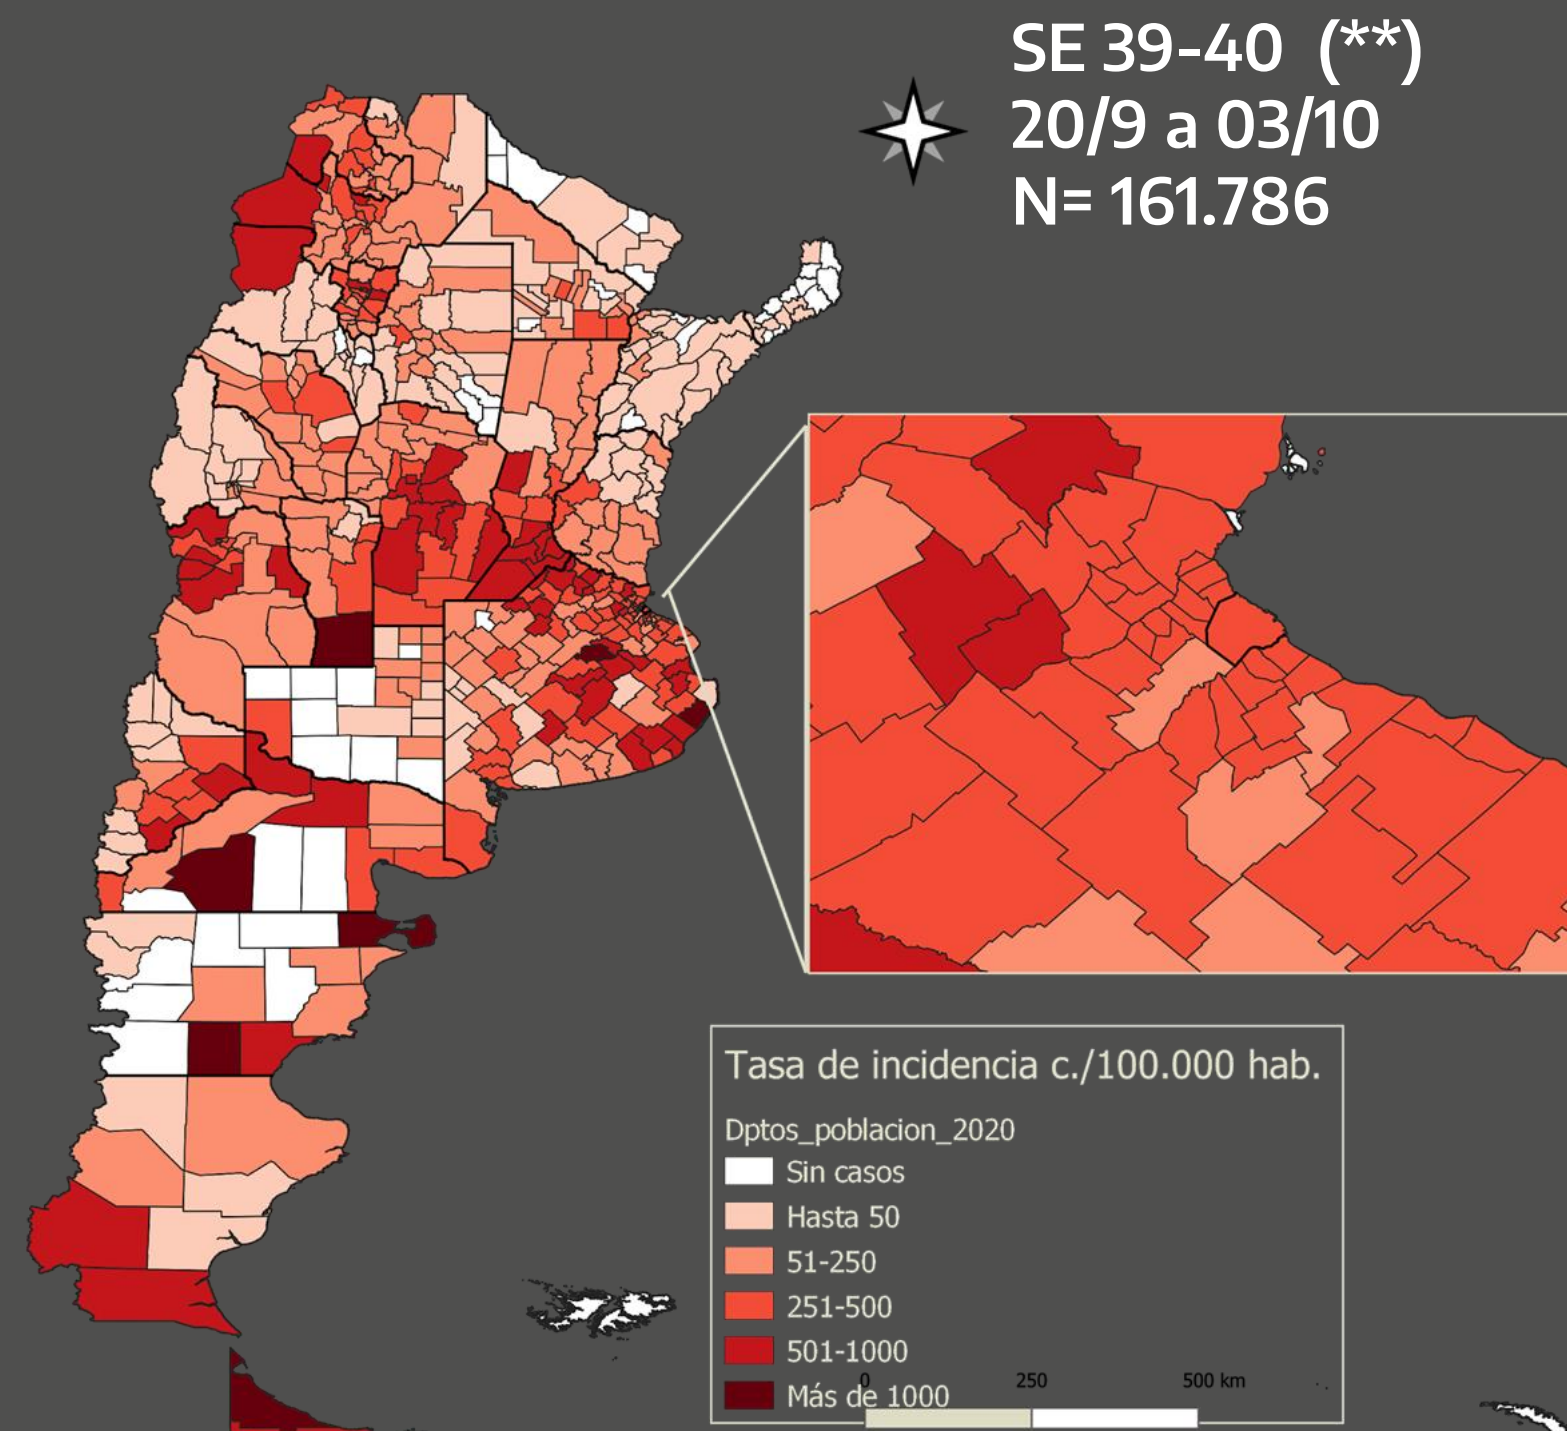 SE 39-40 (**)
20/9 a 03/10
N= 161.786
Tasa de incidencia c./100.000 hab.
Dptos_poblacion_2020
Sin casos
Hasta 50
51-250
251-500
501-1000
Más de 1000
0 250 500 km